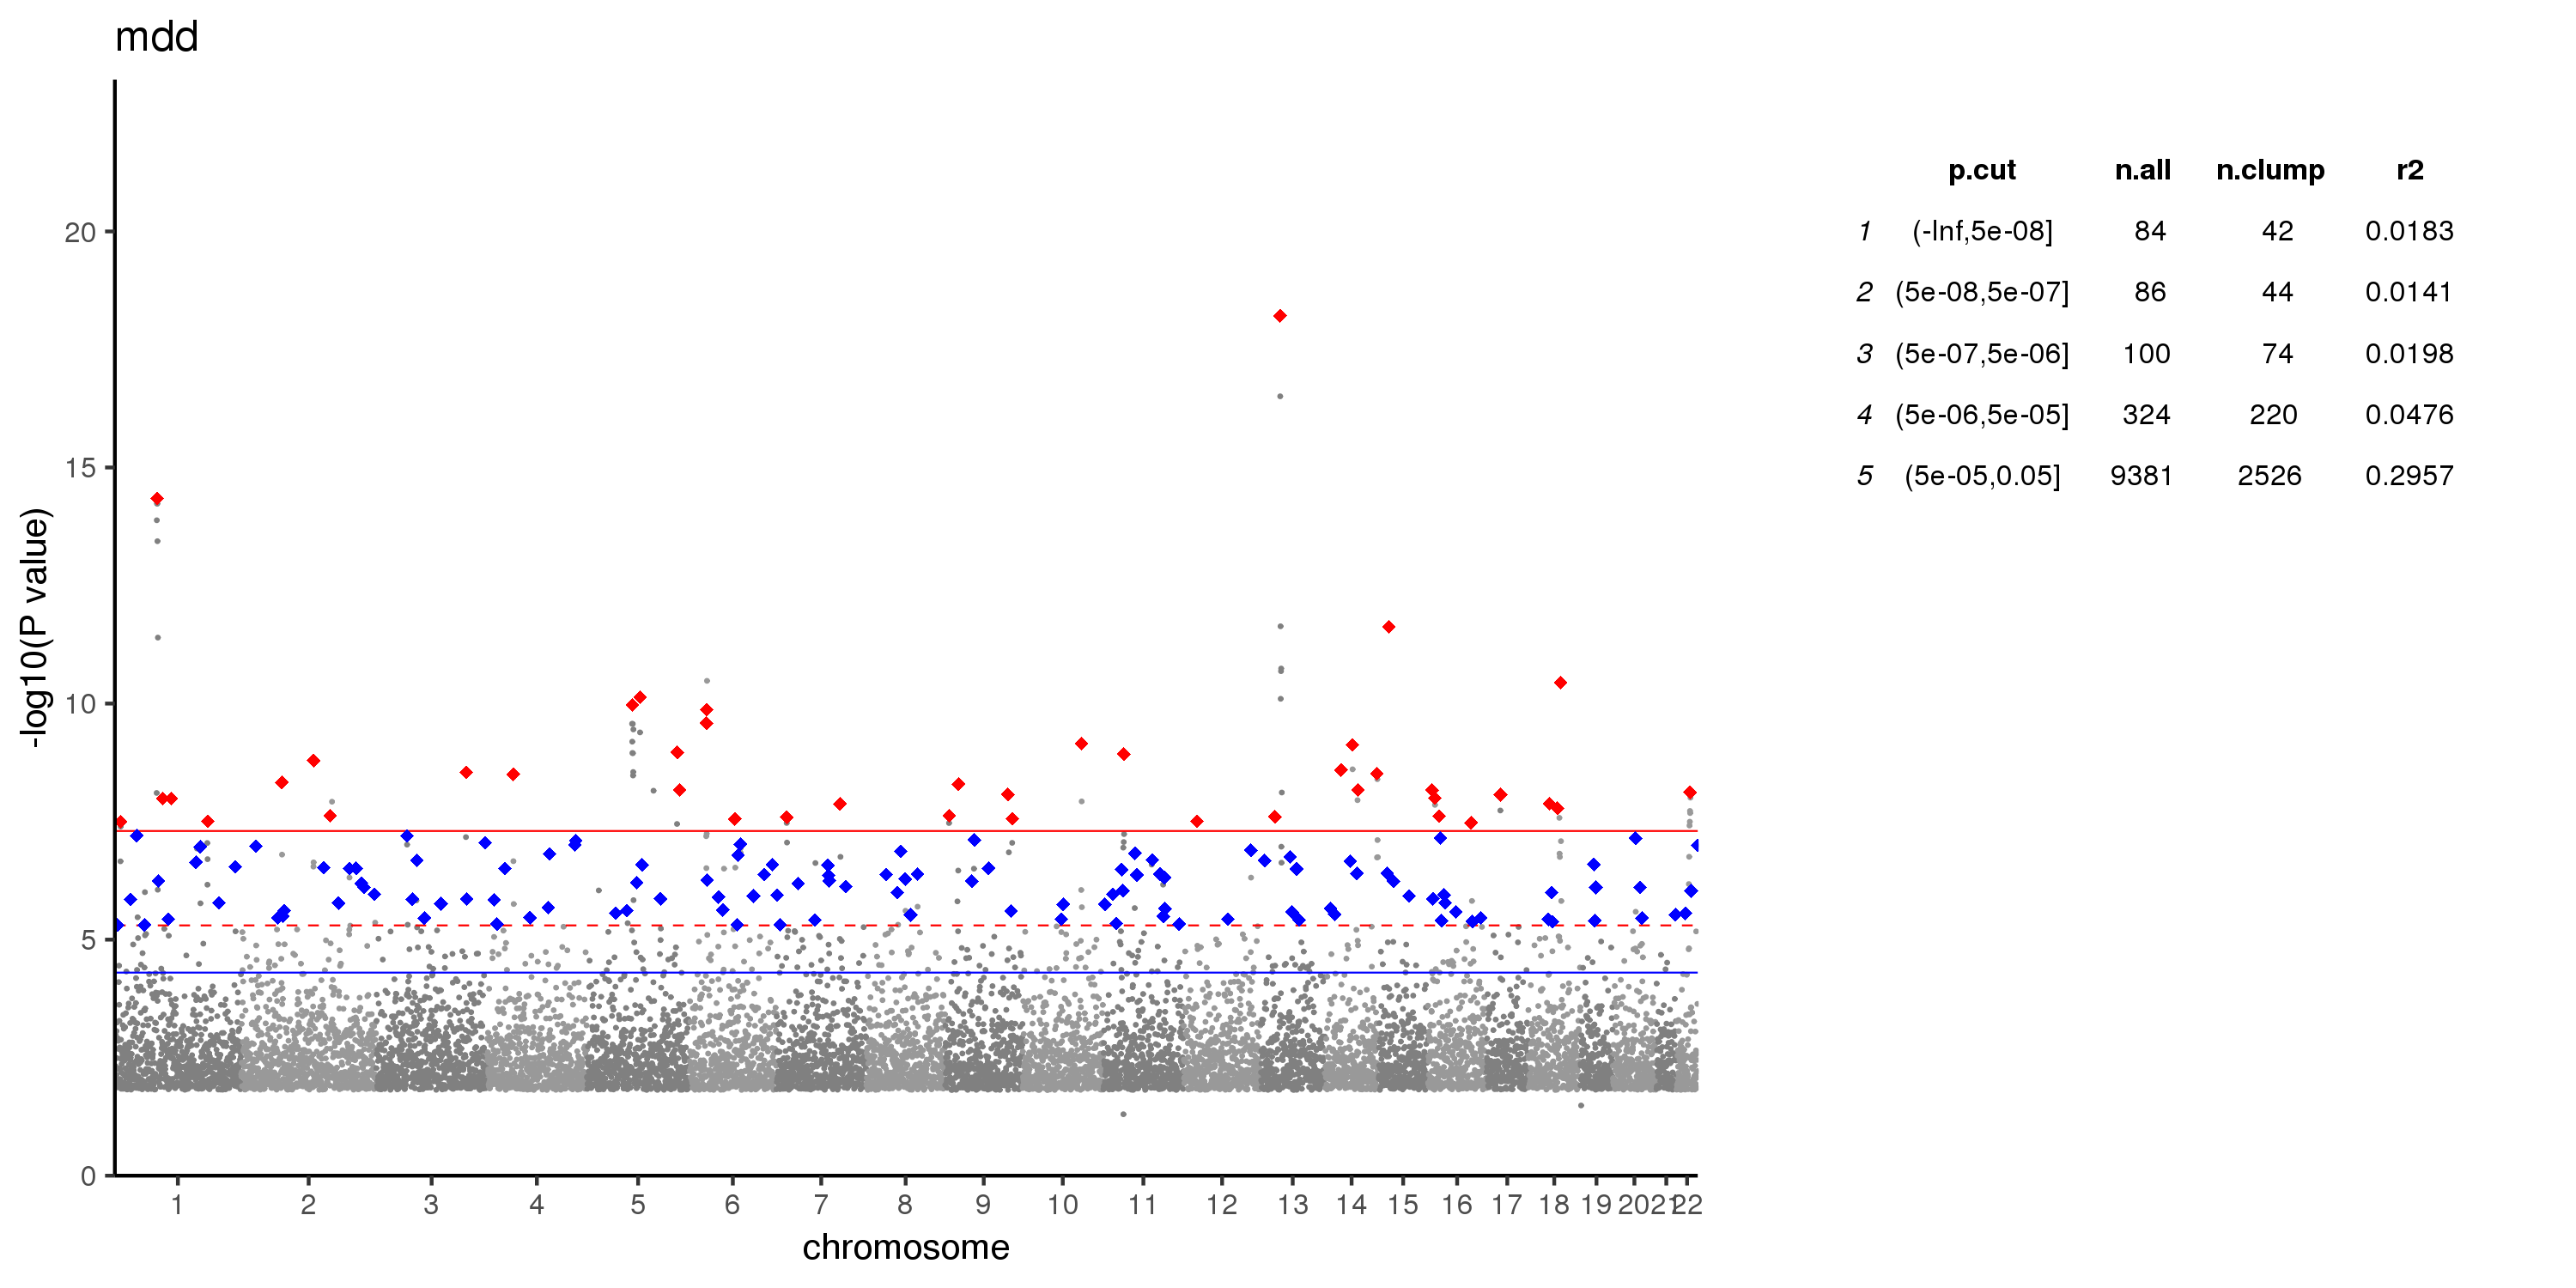 mdd
-log10(P value)
20
15
10
5
0
1 2 3 4 5 6 7 8 9 10 11 12 13 14 15 16 17 18 19 20 21 22
chromosome
p.cut n.all n.clump r2
1 (-Inf,5e-08] 84 42 0.0183
2 (5e-08,5e-07] 86 44 0.0141
3 (5e-07,5e-06] 100 74 0.0198
4 (5e-06,5e-05] 324 220 0.0476
5 (5e-05,0.05] 9381 2526 0.2957